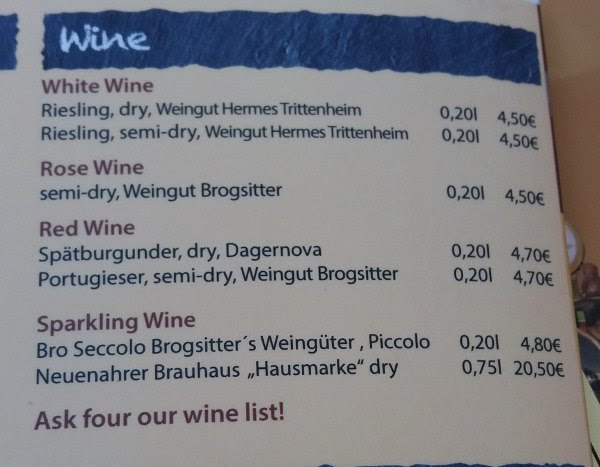 Wine
White Wine
Riesling, dry, Weingut Hermes Trittenheim 0,20l 4,50€
Riesling, semi-dry, Weingut Hermes Trittenheim 0,20l 4,50€
Rose Wine
semi-dry, Weingut Brogsitter 0,20l 4,50€
Red Wine
Spätburgunder, dry, Dagernova 0,20l 4,70€
Portugieser, semi-dry, Weingut Brogsitter 0,20l 4,70€
Sparkling Wine
Bro Seccolo Brogsitter´s Weingüter , Piccolo 0,20l 4,80€
Neuenahrer Brauhaus „Hausmarke“ dry 0,75l 20,50€
Ask four our wine list!